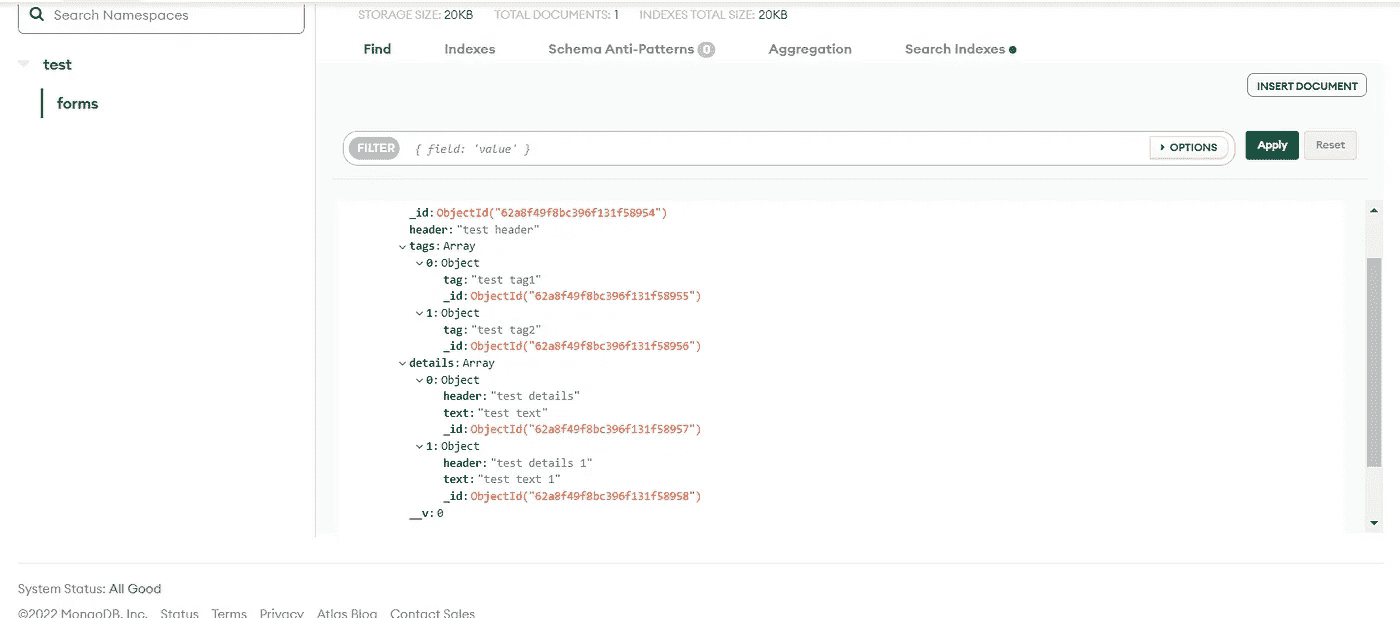 Search Namespaces
STORAGE SIZE: 20KB TOTAL DOCUMENTS: 1 INDEXES TOTAL SIZE: 20KB
Find Indexes Schema Anti-Patterns 0 Aggregation Search Indexes
test
forms
INSERT DOCUMENT
FILTER { field: 'value' } OPTIONS Apply Reset
_id: ObjectId("62a8f49f8bc396f131f58954")
header: "test header"
tags: Array
0: Object
tag: "test tag1"
_id: ObjectId("62a8f49f8bc396f131f58955")
1: Object
tag: "test tag2"
_id: ObjectId("62a8f49f8bc396f131f58956")
details: Array
0: Object
header: "test details"
text: "test text"
_id: ObjectId("62a8f49f8bc396f131f58957")
1: Object
header: "test details 1"
text: "test text 1"
_id: ObjectId("62a8f49f8bc396f131f58958")
__v: 0
System Status: All Good
©2022 MongoDB, Inc. Status Terms Privacy Atlas Blog Contact Sales